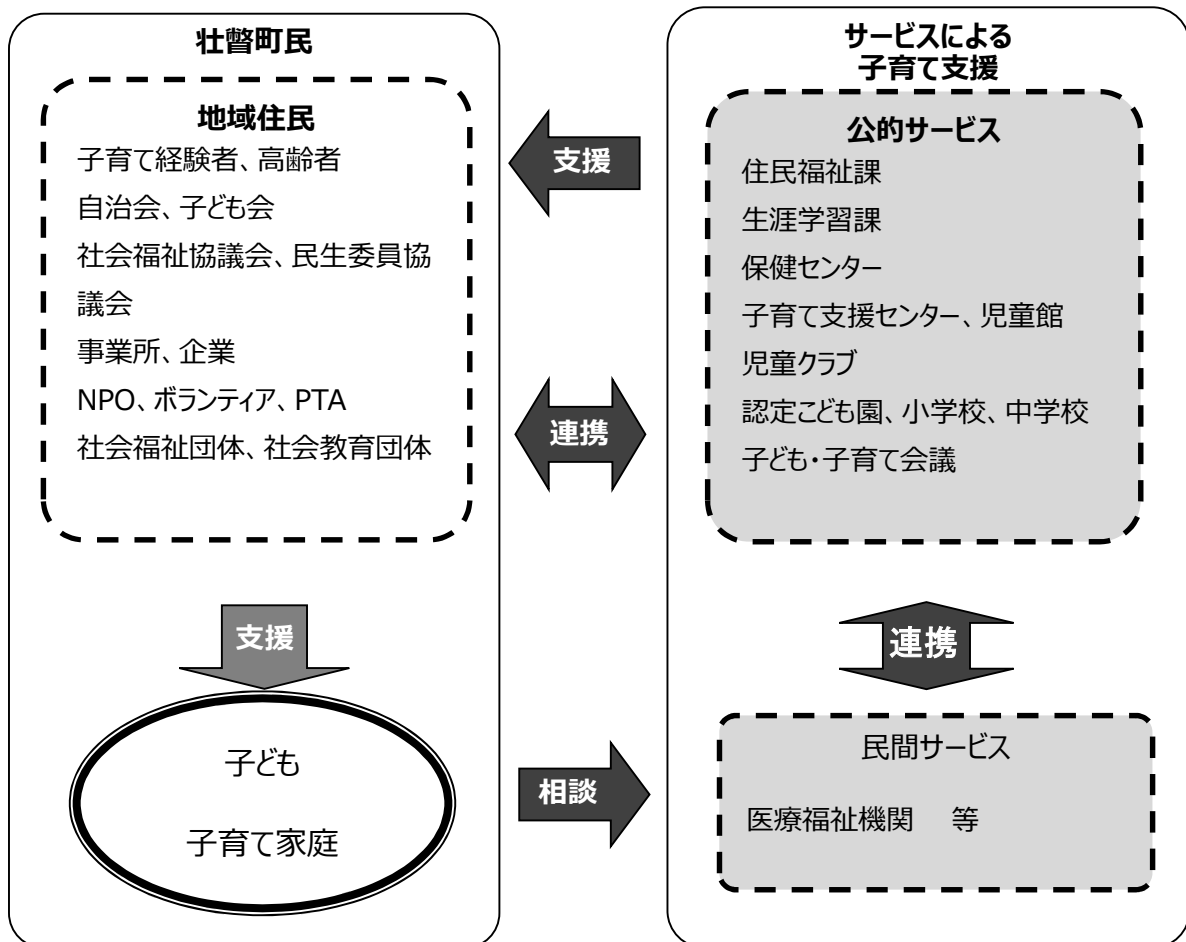 壮瞥町民
地域住民
子育て経験者、高齢者
自治会、子ども会
社会福祉協議会、民生委員協
議会
事業所、企業
NPO、ボランティア、PTA
社会福祉団体、社会教育団体
支援
子ども
子育て家庭
支援
連携
相談
サービスによる
子育て支援
公的サービス
住民福祉課
生涯学習課
保健センター
子育て支援センター、児童館
児童クラブ
認定こども園、小学校、中学校
子ども・子育て会議
連携
民間サービス
医療福祉機関　等